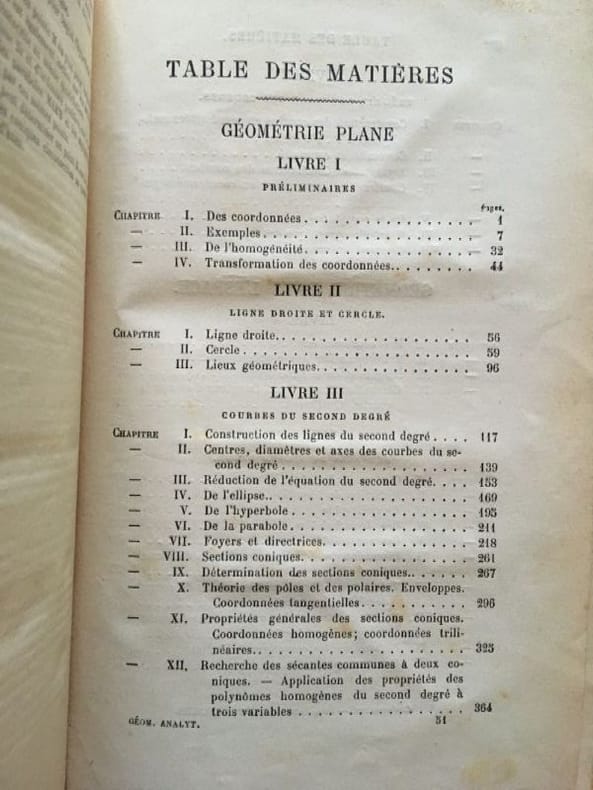 TABLE DES MATIÈRES
GÉOMÉTRIE PLANE
LIVRE I
PRÉLIMINAIRES
Pages.
CHAPITRE I. Des coordonnées . . . . . . . . . . . . . . . . . 1
— II. Exemples . . . . . . . . . . . . . . . . . . . . 7
— III. De l'homogénéité . . . . . . . . . . . . . . . . . 32
— IV. Transformation des coordonnées . . . . . . . . . 44
LIVRE II
LIGNE DROITE ET CERCLE.
CHAPITRE I. Ligne droite . . . . . . . . . . . . . . . . . . 56
— II. Cercle . . . . . . . . . . . . . . . . . . . . . 59
— III. Lieux géométriques . . . . . . . . . . . . . . . 96
LIVRE III
COURBES DU SECOND DEGRÉ
CHAPITRE I. Construction des lignes du second degré . . . . 117
— II. Centres, diamètres et axes des courbes du se-
cond degré . . . . . . . . . . . . . . . . . . . 139
— III. Réduction de l'équation du second degré . . . . 153
— IV. De l'ellipse . . . . . . . . . . . . . . . . . . 169
— V. De l'hyperbole . . . . . . . . . . . . . . . . . 195
— VI. De la parabole . . . . . . . . . . . . . . . . . 211
— VII. Foyers et directrices . . . . . . . . . . . . . . 218
— VIII. Sections coniques . . . . . . . . . . . . . . . . 261
— IX. Détermination des sections coniques . . . . . . 267
— X. Théorie des pôles et des polaires. Enveloppes.
Coordonnées tangentielles . . . . . . . . . . . 296
— XI. Propriétés générales des sections coniques.
Coordonnées homogènes; coordonnées trili-
néaires . . . . . . . . . . . . . . . . . . . . . 325
— XII. Recherche des sécantes communes à deux co-
niques. — Application des propriétés des
polynômes homogènes du second degré à
trois variables . . . . . . . . . . . . . . . . . 364
GÉOM. ANALYT. 51